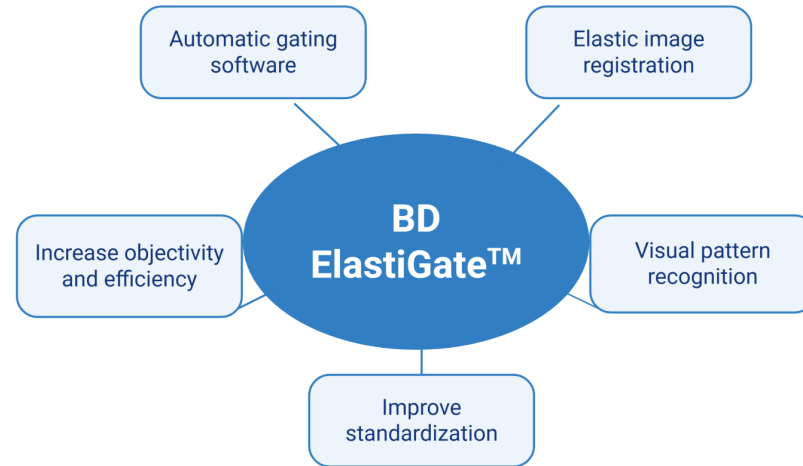 Automatic gating
software
Elastic image
registration
BD
ElastiGate™
Increase objectivity
and efficiency
Visual pattern
recognition
Improve
standardization